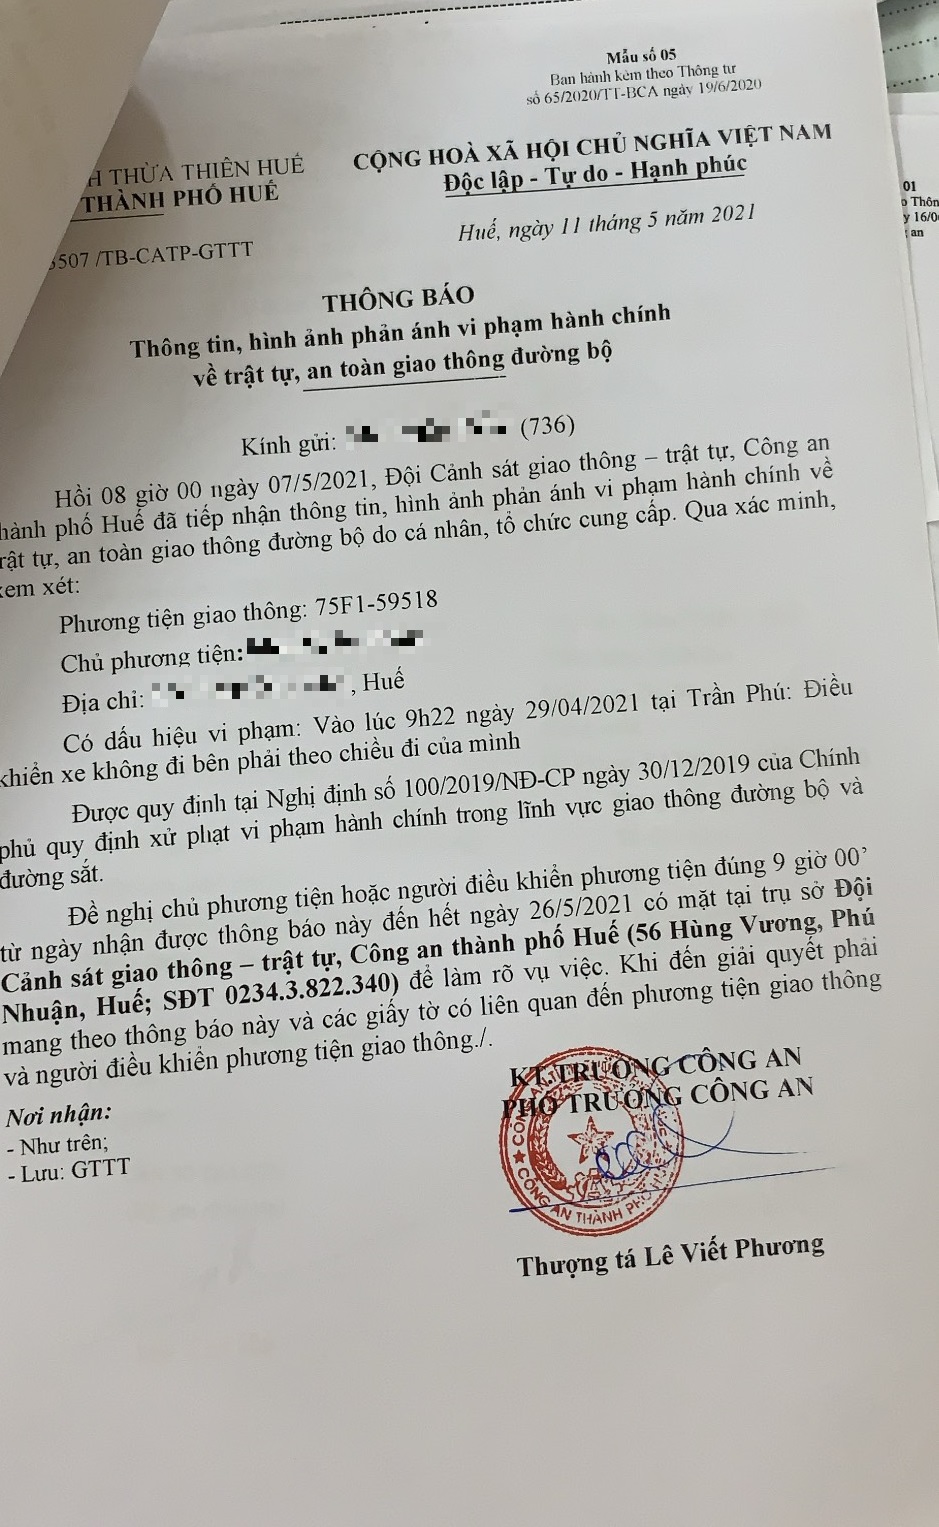 Mẫu số 05
Ban hành kèm theo Thông tư
số 65/2020/TT-BCA ngày 19/6/2020
H THỪA THIÊN HUẾ
THÀNH PHỐ HUẾ
CỘNG HOÀ XÃ HỘI CHỦ NGHĨA VIỆT NAM
Độc lập - Tự do - Hạnh phúc
507 /TB-CATP-GTTT
Huế, ngày 11 tháng 5 năm 2021
THÔNG BÁO
Thông tin, hình ảnh phản ánh vi phạm hành chính
về trật tự, an toàn giao thông đường bộ
Kính gửi: (736)
Hồi 08 giờ 00 ngày 07/5/2021, Đội Cảnh sát giao thông – trật tự, Công an
hành phố Huế đã tiếp nhận thông tin, hình ảnh phản ánh vi phạm hành chính về
rật tự, an toàn giao thông đường bộ do cá nhân, tổ chức cung cấp. Qua xác minh,
xem xét:
Phương tiện giao thông: 75F1-59518
Chủ phương tiện:
Địa chỉ: , Huế
Có dấu hiệu vi phạm: Vào lúc 9h22 ngày 29/04/2021 tại Trần Phú: Điều
khiển xe không đi bên phải theo chiều đi của mình
Được quy định tại Nghị định số 100/2019/NĐ-CP ngày 30/12/2019 của Chính
phủ quy định xử phạt vi phạm hành chính trong lĩnh vực giao thông đường bộ và
đường sắt.
Đề nghị chủ phương tiện hoặc người điều khiển phương tiện đúng 9 giờ 00’
từ ngày nhận được thông báo này đến hết ngày 26/5/2021 có mặt tại trụ sở Đội
Cảnh sát giao thông – trật tự, Công an thành phố Huế (56 Hùng Vương, Phú
Nhuận, Huế; SĐT 0234.3.822.340) để làm rõ vụ việc. Khi đến giải quyết phải
mang theo thông báo này và các giấy tờ có liên quan đến phương tiện giao thông
và người điều khiển phương tiện giao thông./.
Nơi nhận:
- Như trên;
- Lưu: GTTT
KT.TRƯỞNG CÔNG AN
PHÓ TRƯỞNG CÔNG AN
CÔNG AN THÀNH PHỐ HUẾ
Thượng tá Lê Viết Phương
01
Thôn
y 16/0
an